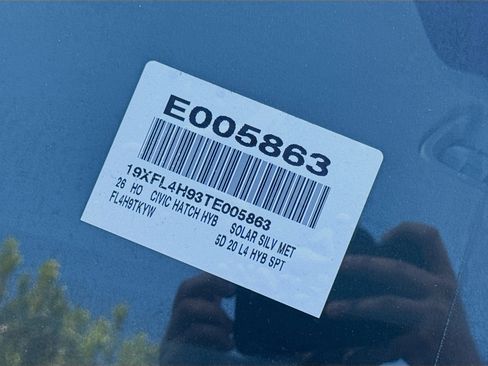 E005863
19XFL4H93TE005863
26 HO CIVIC HATCH HYB SOLAR SILV MET
FL4H9TKYW 5D 20 L4 HYB SPT